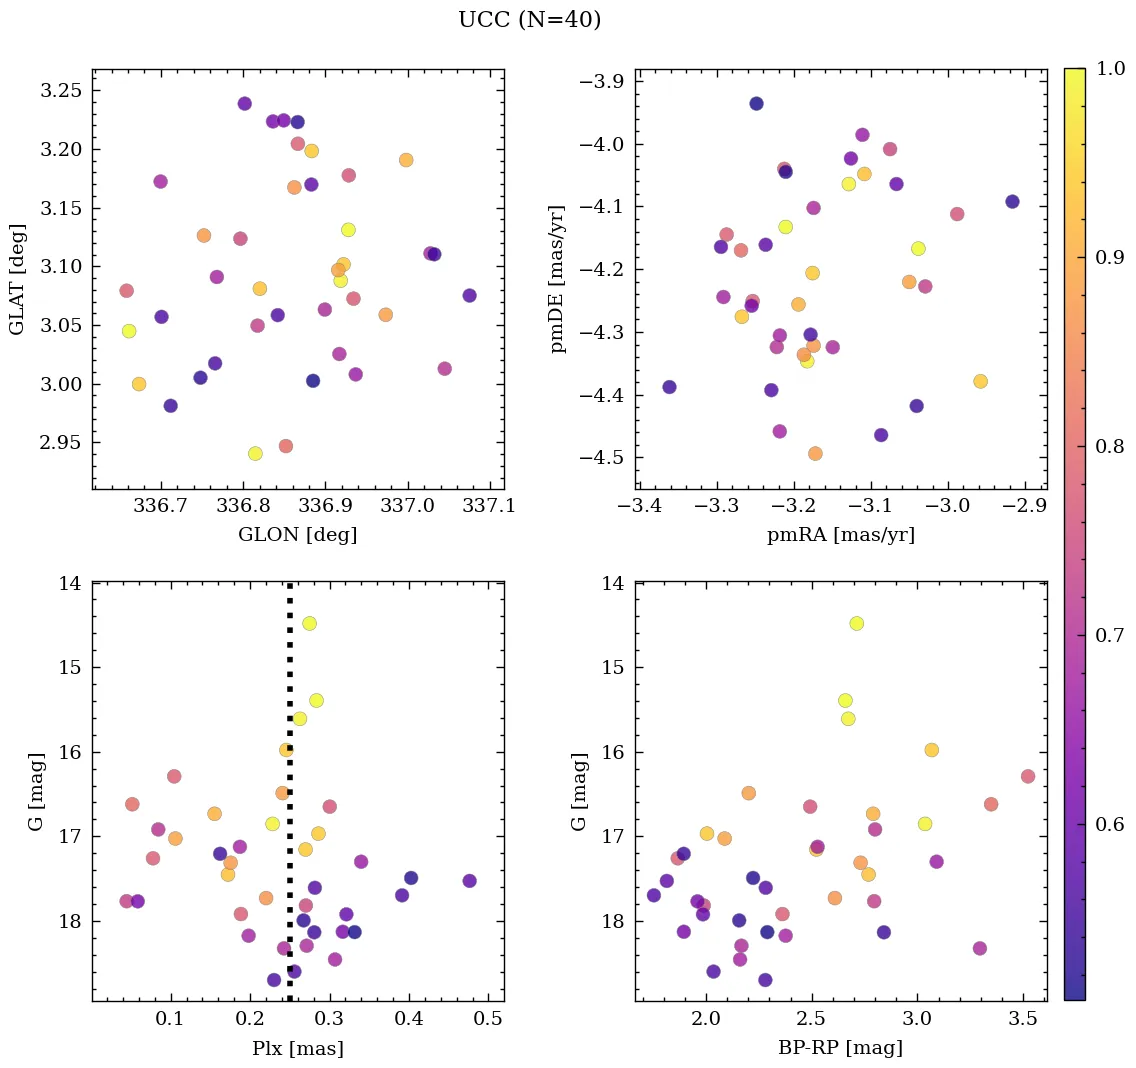 UCC (N=40)
3.25
3.20
3.15
3.10
3.05
3.00
2.95
GLAT [deg]
336.7 336.8 336.9 337.0 337.1
GLON [deg]
−3.9
−4.0
−4.1
−4.2
−4.3
−4.4
−4.5
pmDE [mas/yr]
−3.4 −3.3 −3.2 −3.1 −3.0 −2.9
pmRA [mas/yr]
1.0
0.9
0.8
0.7
0.6
14
15
16
17
18
G [mag]
0.1 0.2 0.3 0.4 0.5
Plx [mas]
14
15
16
17
18
G [mag]
2.0 2.5 3.0 3.5
BP-RP [mag]